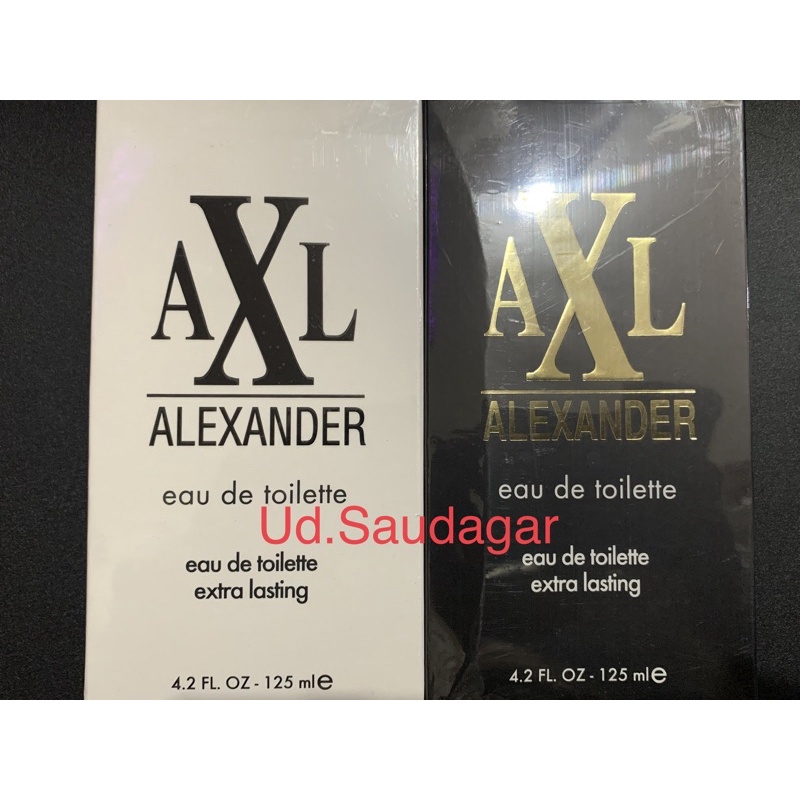 AXL
ALEXANDER
eau de toilette
eau de toilette
extra lasting
4.2 FL. OZ - 125 ml e
AXL
ALEXANDER
eau de toilette
eau de toilette
extra lasting
4.2 FL. OZ - 125 ml e
Ud.Saudagar